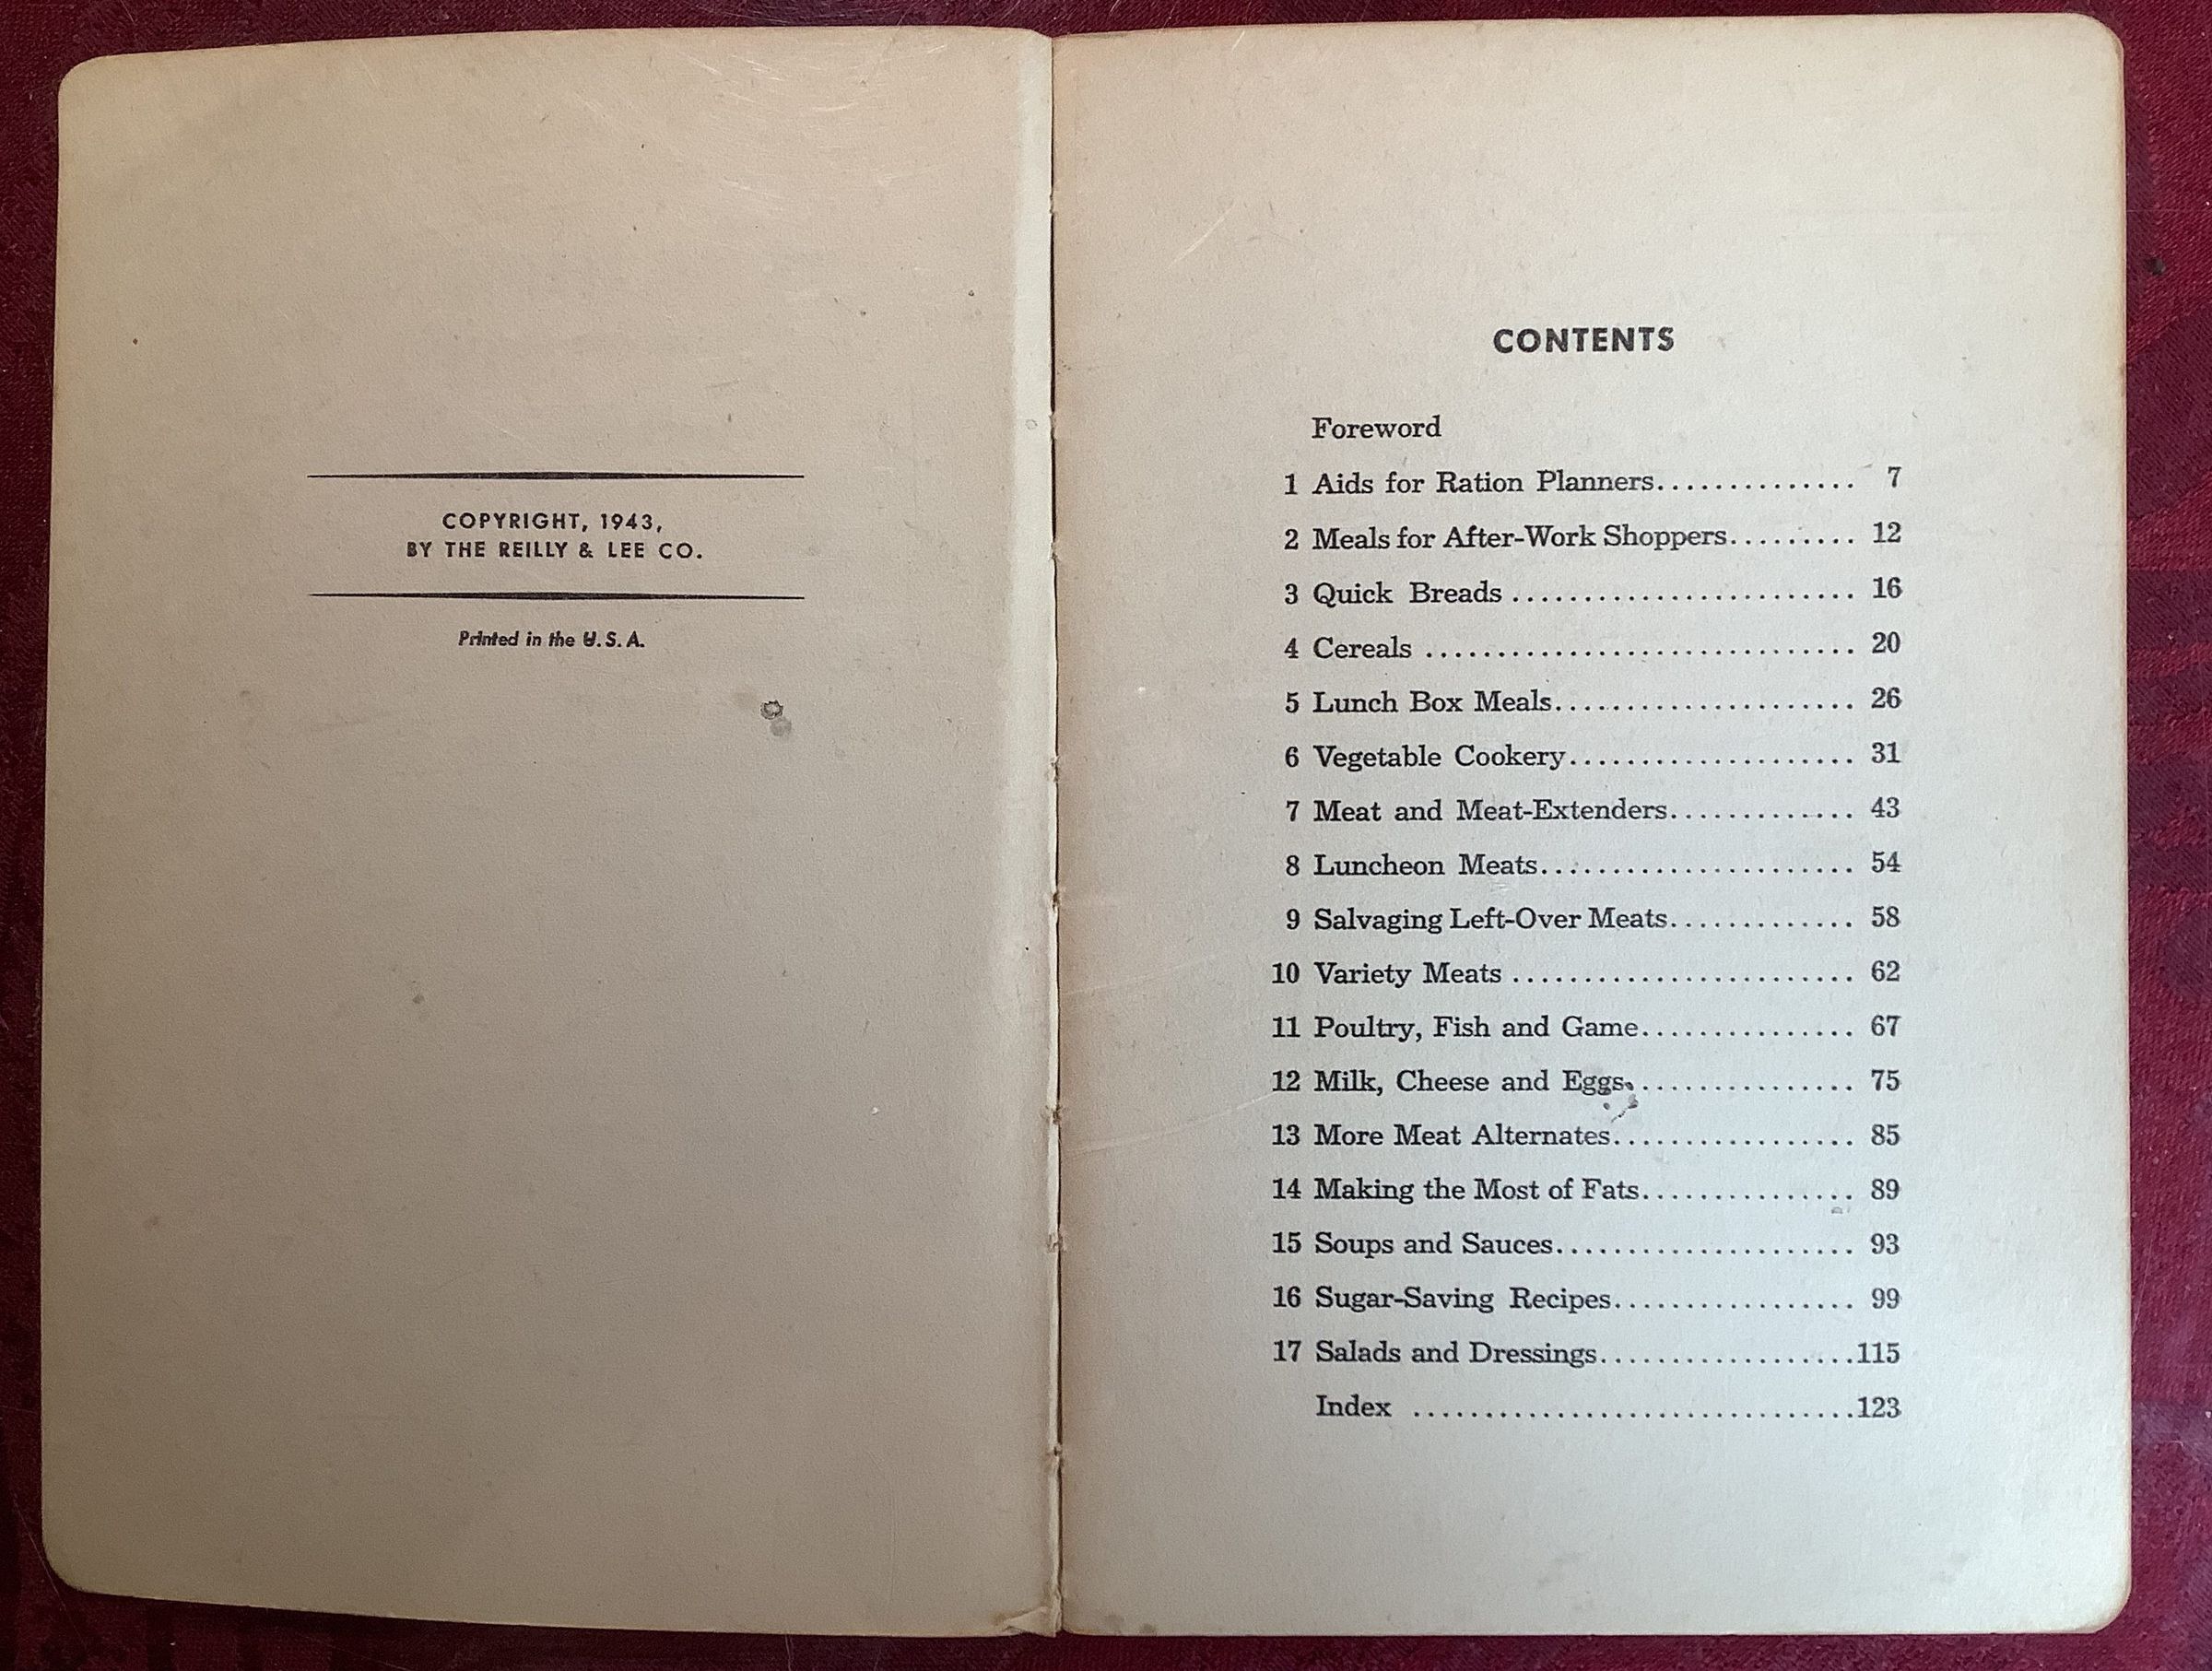 COPYRIGHT, 1943,
BY THE REILLY & LEE CO.
Printed in the U.S.A.
CONTENTS
Foreword
1 Aids for Ration Planners.............. 7
2 Meals for After-Work Shoppers......... 12
3 Quick Breads ........................ 16
4 Cereals .............................. 20
5 Lunch Box Meals..................... 26
6 Vegetable Cookery.................... 31
7 Meat and Meat-Extenders............. 43
8 Luncheon Meats...................... 54
9 Salvaging Left-Over Meats............. 58
10 Variety Meats ........................ 62
11 Poultry, Fish and Game............... 67
12 Milk, Cheese and Eggs................ 75
13 More Meat Alternates................. 85
14 Making the Most of Fats............... 89
15 Soups and Sauces..................... 93
16 Sugar-Saving Recipes................. 99
17 Salads and Dressings..................115
Index ...............................123